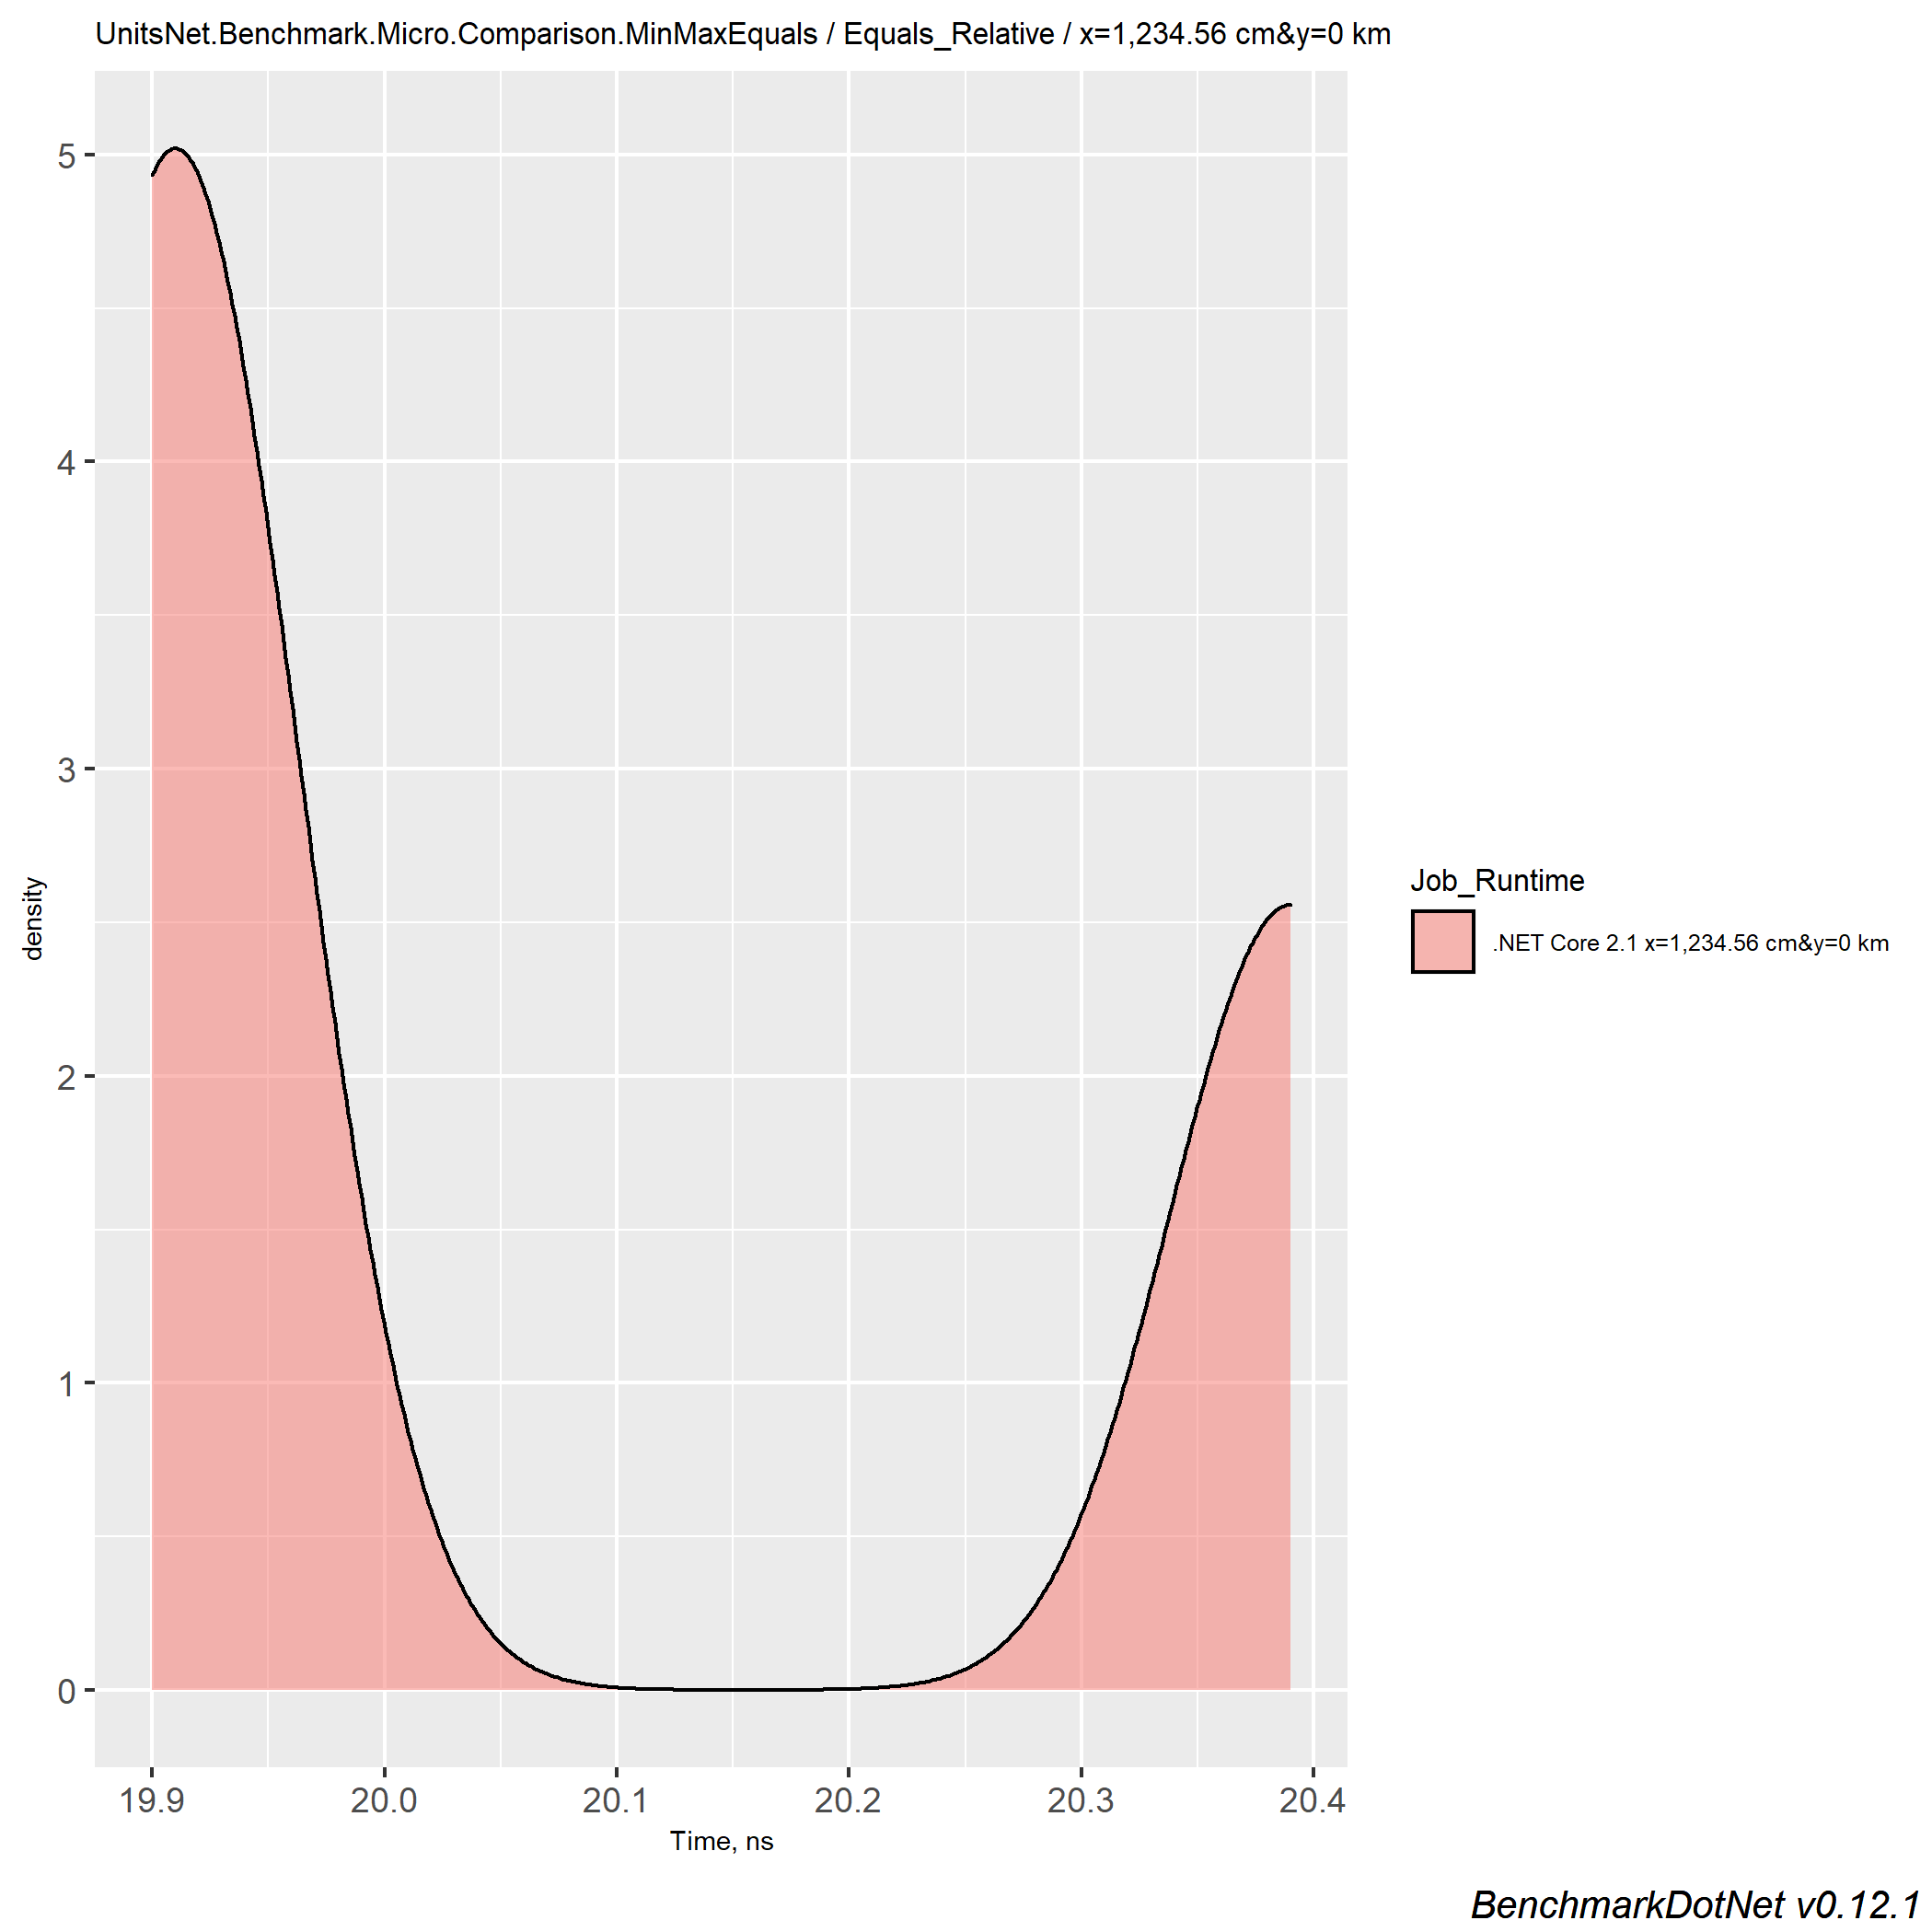 UnitsNet.Benchmark.Micro.Comparison.MinMaxEquals / Equals_Relative / x=1,234.56 cm&y=0 km
5
4
3
2
1
0
density
19.9 20.0 20.1 20.2 20.3 20.4
Time, ns
Job_Runtime
.NET Core 2.1 x=1,234.56 cm&y=0 km
BenchmarkDotNet v0.12.1